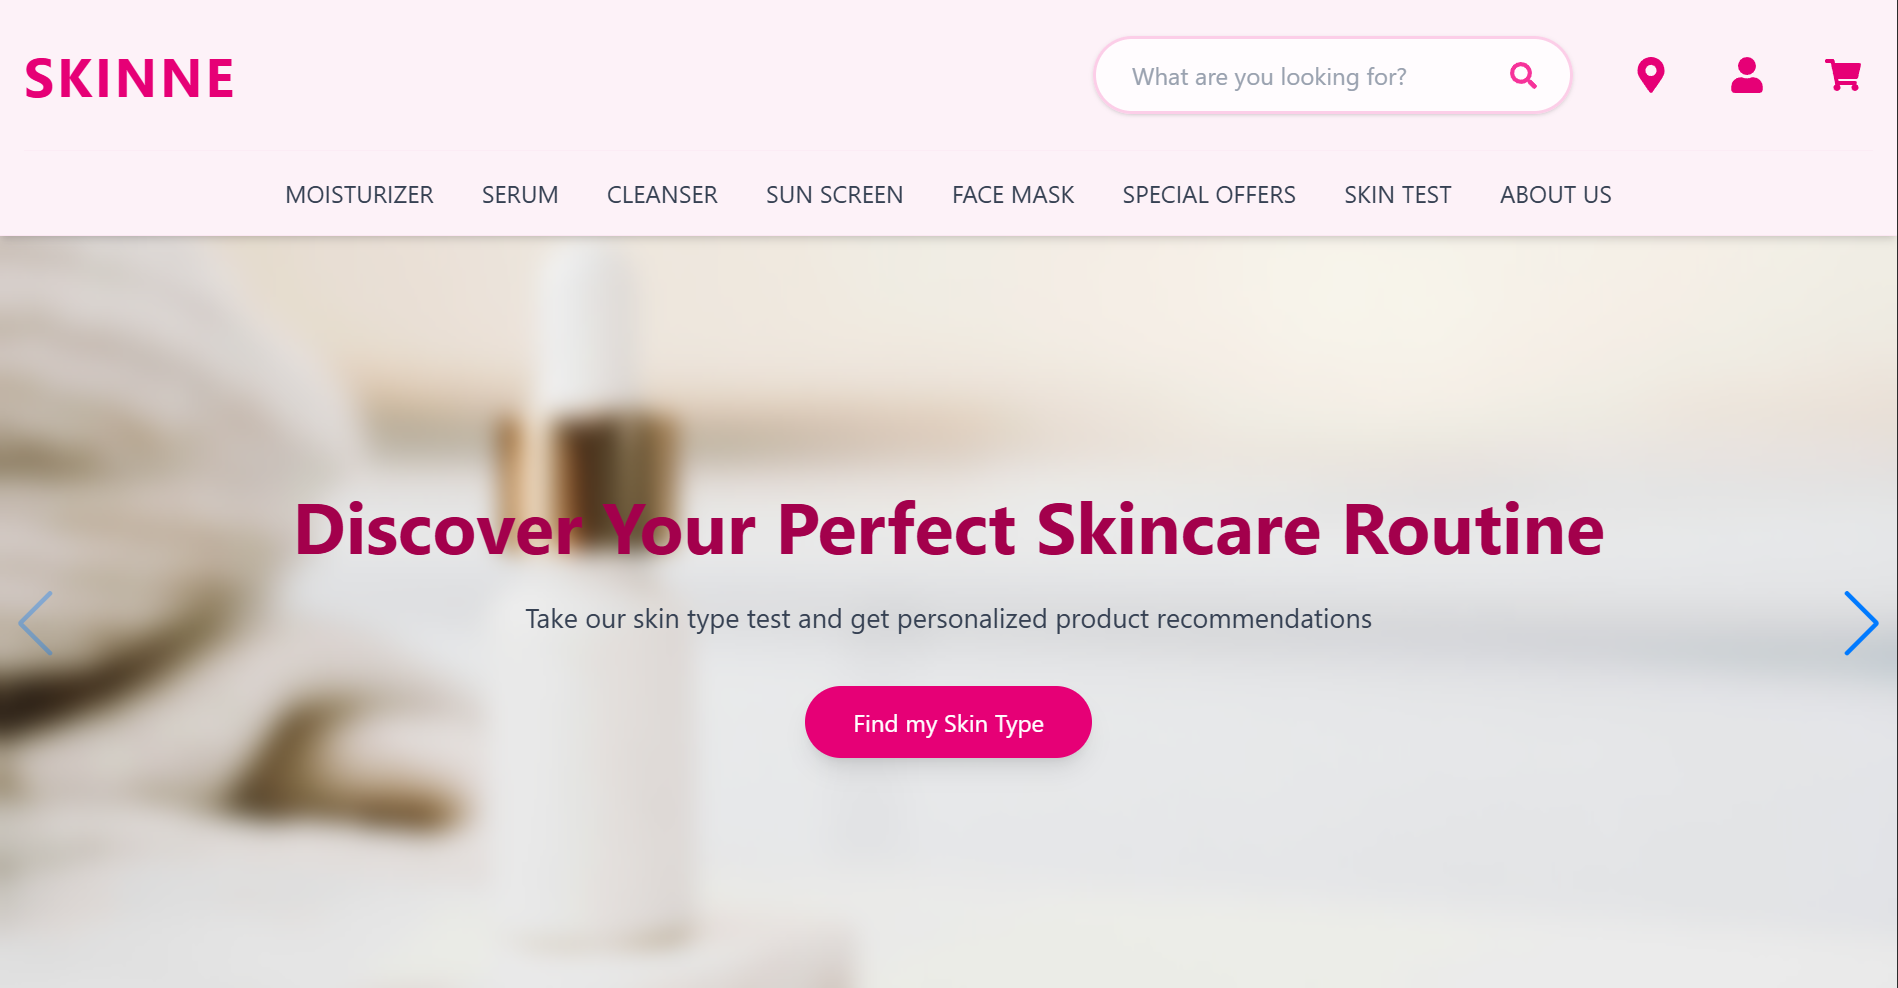 SKINNE
What are you looking for?
MOISTURIZER SERUM CLEANSER SUN SCREEN FACE MASK SPECIAL OFFERS SKIN TEST ABOUT US
Discover Your Perfect Skincare Routine
Take our skin type test and get personalized product recommendations
Find my Skin Type